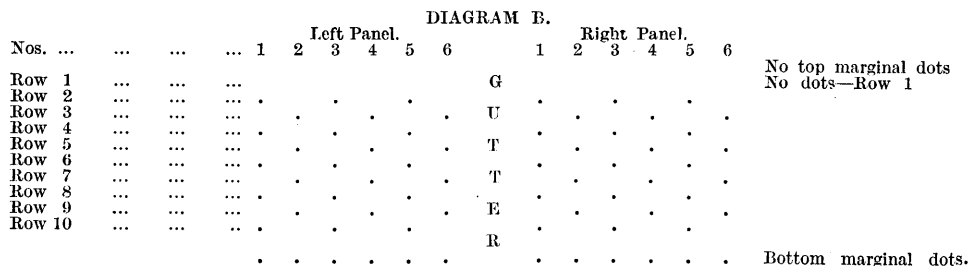 DIAGRAM B.
Left Panel. Right Panel.
Nos. ... ... ... ... 1 2 3 4 5 6 1 2 3 4 5 6
No top marginal dots
Row 1 ... ... ... G No dots—Row 1
Row 2 ... ... ... . . . . . .
Row 3 ... ... ... . . . U . . .
Row 4 ... ... ... . . . . . .
Row 5 ... ... ... . . . T . . .
Row 6 ... ... ... . . . . . .
Row 7 ... ... ... . . . T . . .
Row 8 ... ... ... . . . . . .
Row 9 ... ... ... . . . E . . .
Row 10 ... ... .. . . . . . .
R
. . . . . . . . . . . . Bottom marginal dots.